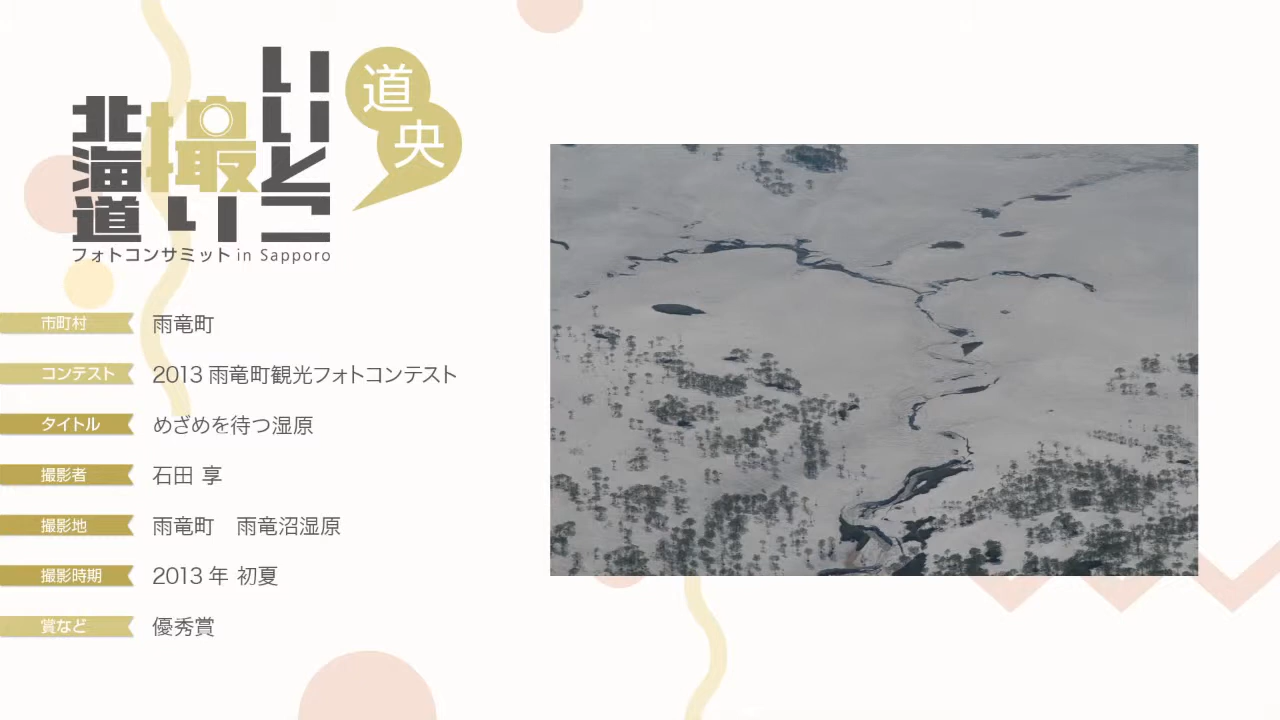 北海道
撮い
いいとこ
道央
フォトコンサミット in Sapporo
市町村 雨竜町
コンテスト 2013 雨竜町観光フォトコンテスト
タイトル めざめを待つ湿原
撮影者 石田 享
撮影地 雨竜町　雨竜沼湿原
撮影時期 2013 年 初夏
賞など 優秀賞